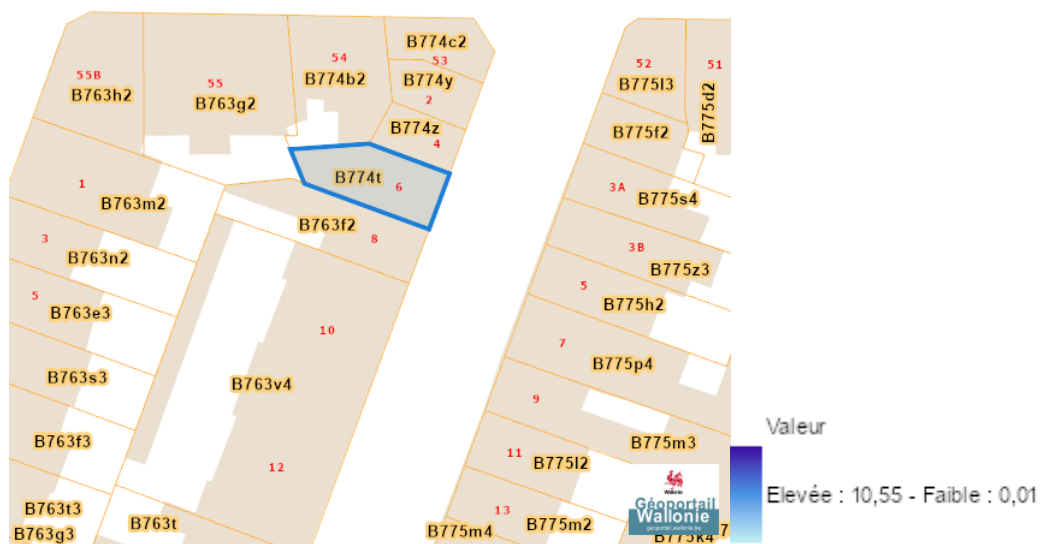 B774c2
54
53
55B
B763h2
55
B763g2
B774b2
B774y
2
B774z
4
52
B775l3
51
B775d2
B775f2
B774t
6
1
B763m2
3A
B775s4
B763f2
8
3
B763n2
3B
B775z3
5
B763e3
5
B775h2
10
7
B775p4
B763s3
B763v4
9
B763f3
B775m3
11
B775l2
12
Wallonie
Géoportail
Wallonie
geoportail.wallonie.be
B763t3
B763g3
B763t
13
B775m2
B775m4
B775k4
7
Valeur
Elevée : 10,55 - Faible : 0,01